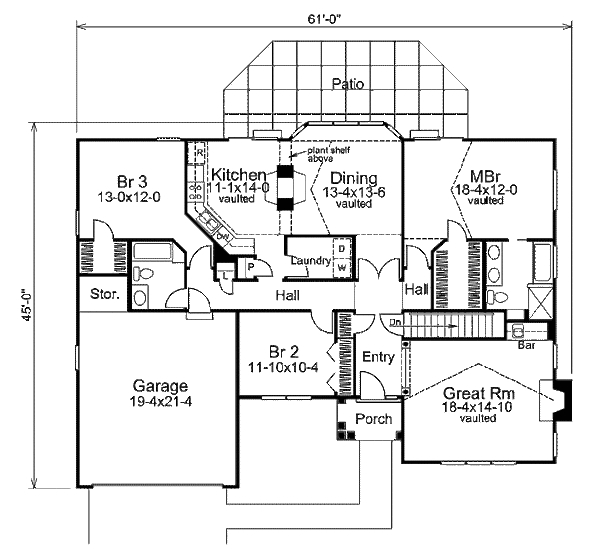 61'-0"
Patio
plant shelf
above
R
Kitchen
11-1x14-0
vaulted
Dining
13-4x13-6
vaulted
MBr
18-4x12-0
vaulted
Br 3
13-0x12-0
DW
Laundry
D
W
P
L
Stor.
Hall
Hall
45'-0"
Dn
Bar
Br 2
11-10x10-4
Entry
Garage
19-4x21-4
Great Rm
18-4x14-10
vaulted
Porch